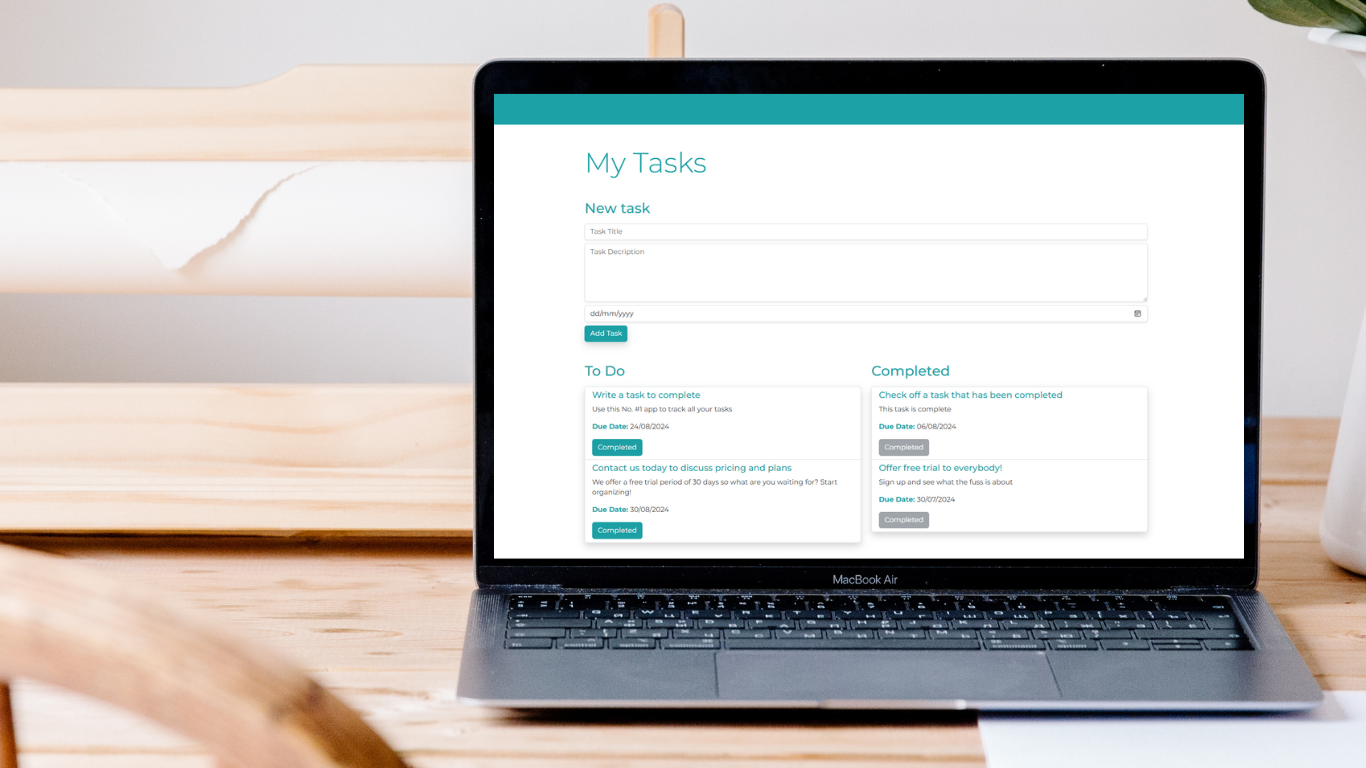 My Tasks
New task
Task Title
Task Decription
dd/mm/yyyy
Add Task
To Do
Write a task to complete
Use this No. #1 app to track all your tasks
Due Date: 24/08/2024
Completed
Contact us today to discuss pricing and plans
We offer a free trial period of 30 days so what are you waiting for? Start
organizing!
Due Date: 30/08/2024
Completed
Completed
Check off a task that has been completed
This task is complete
Due Date: 06/08/2024
Completed
Offer free trial to everybody!
Sign up and see what the fuss is about
Due Date: 30/07/2024
Completed
MacBook Air